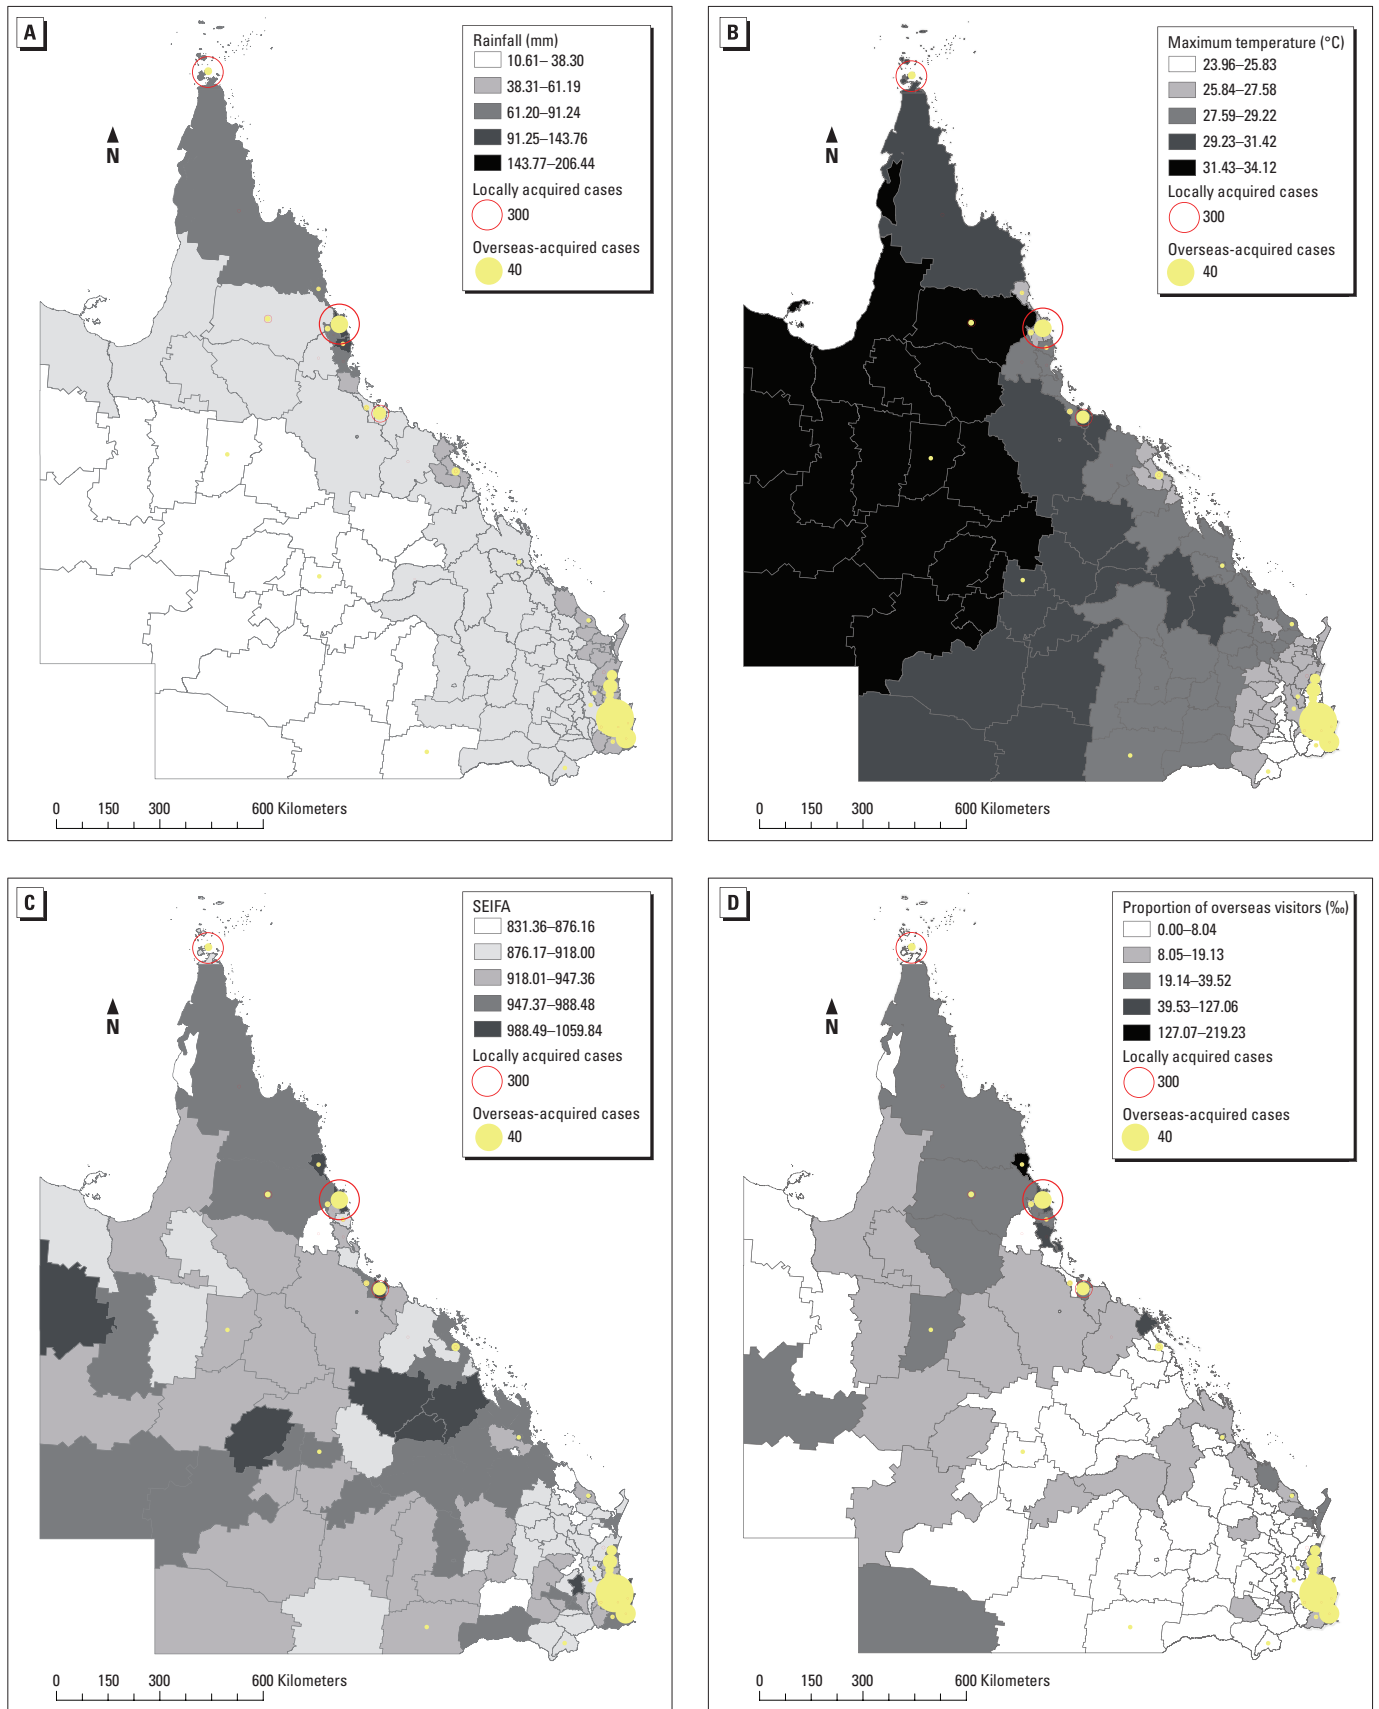 A
Rainfall (mm)
10.61– 38.30
38.31–61.19
61.20–91.24
91.25–143.76
143.77–206.44
Locally acquired cases
300
Overseas-acquired cases
40
N
0 150 300 600 Kilometers
B
Maximum temperature (°C)
23.96–25.83
25.84–27.58
27.59–29.22
29.23–31.42
31.43–34.12
Locally acquired cases
300
Overseas-acquired cases
40
N
0 150 300 600 Kilometers
C
SEIFA
831.36–876.16
876.17–918.00
918.01–947.36
947.37–988.48
988.49–1059.84
Locally acquired cases
300
Overseas-acquired cases
40
N
0 150 300 600 Kilometers
D
Proportion of overseas visitors (‰)
0.00–8.04
8.05–19.13
19.14–39.52
39.53–127.06
127.07–219.23
Locally acquired cases
300
Overseas-acquired cases
40
N
0 150 300 600 Kilometers